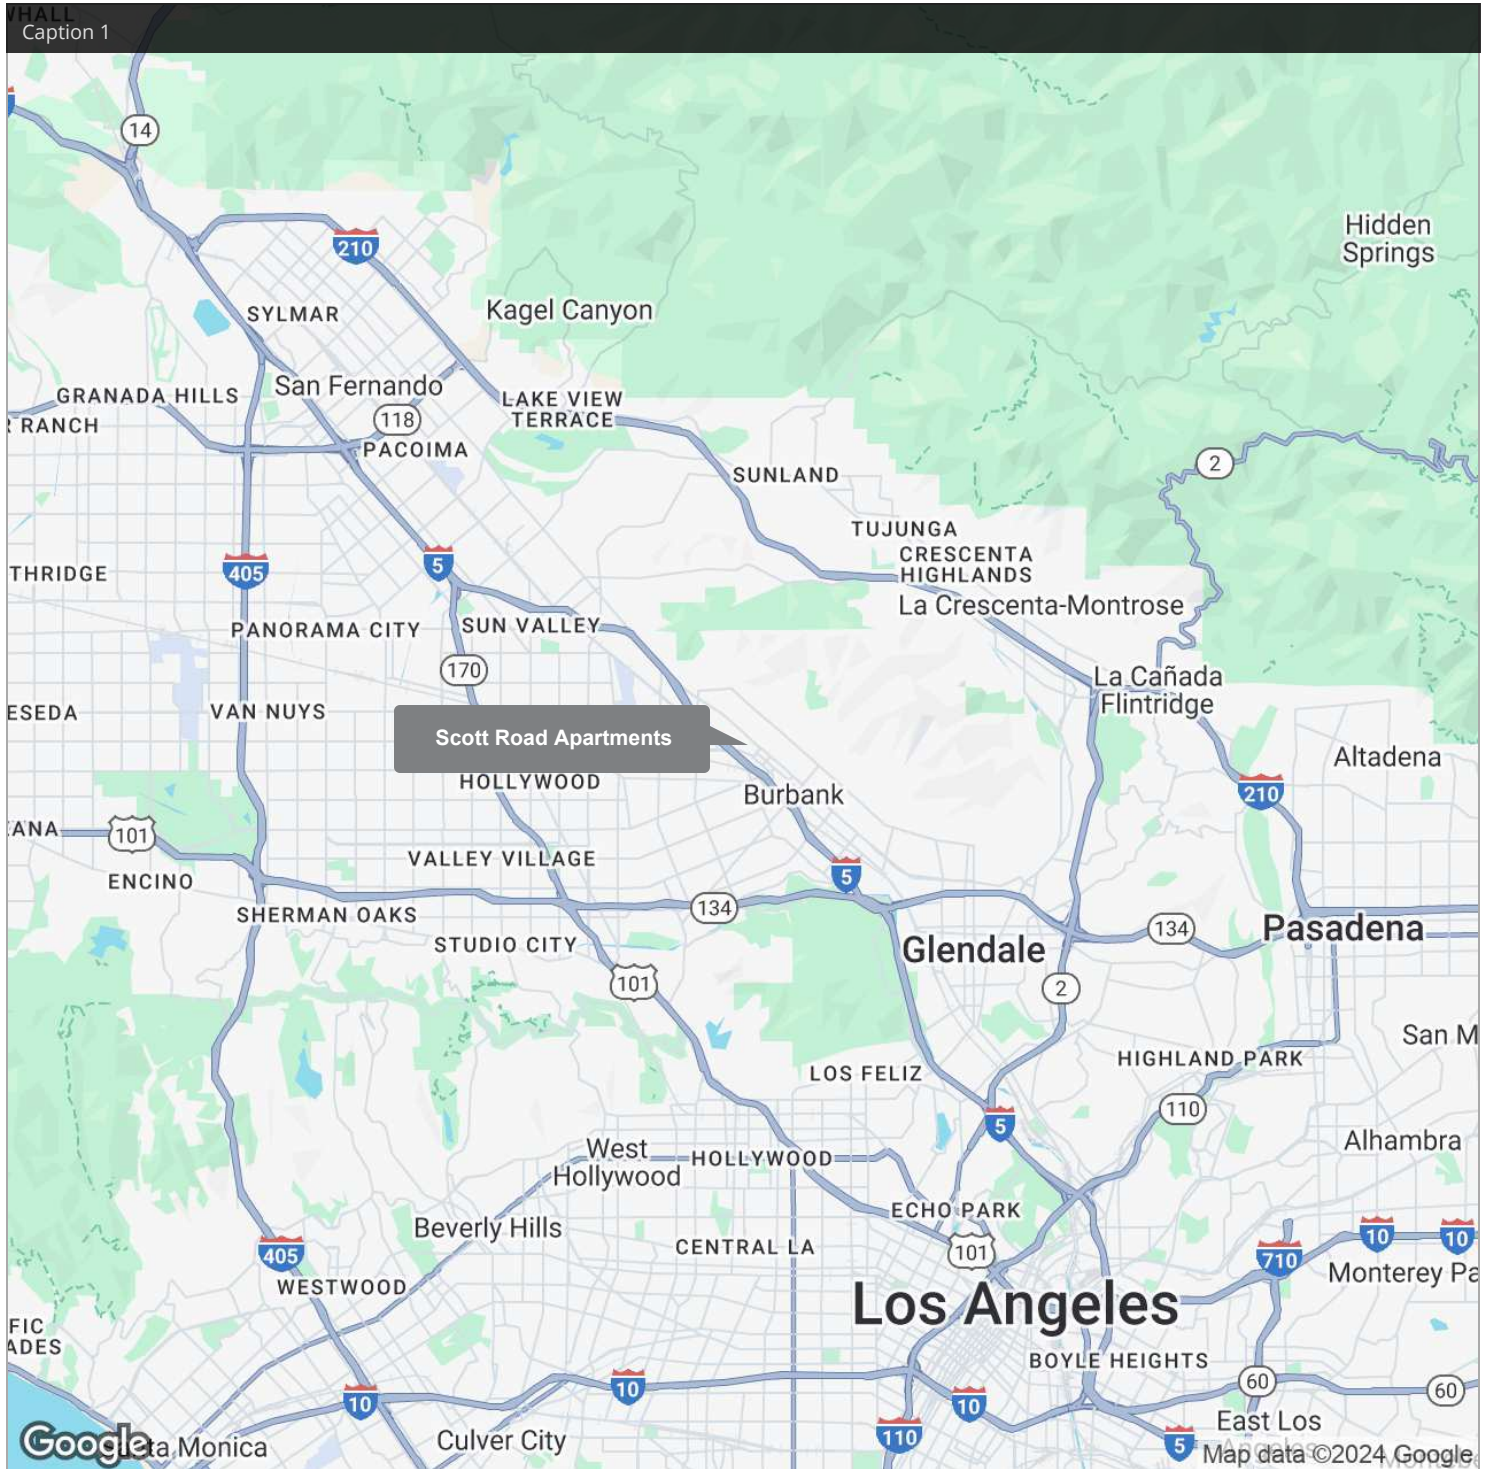 WHALL
Caption 1
14
Hidden
Springs
210
SYLMAR
Kagel Canyon
GRANADA HILLS
San Fernando
LAKE VIEW
TERRACE
118
R RANCH
PACOIMA
2
SUNLAND
TUJUNGA
CRESCENTA
HIGHLANDS
THRIDGE
405
5
La Crescenta-Montrose
PANORAMA CITY
SUN VALLEY
170
La Cañada
Flintridge
ESEDA
VAN NUYS
Scott Road Apartments
Altadena
HOLLYWOOD
Burbank
210
ANA
101
VALLEY VILLAGE
5
ENCINO
134
SHERMAN OAKS
STUDIO CITY
Glendale
134
Pasadena
101
2
San M
LOS FELIZ
HIGHLAND PARK
110
5
West
Hollywood
HOLLYWOOD
Alhambra
Beverly Hills
ECHO PARK
CENTRAL LA
101
10
10
405
710
WESTWOOD
Monterey Pa
Los Angeles
FIC
ADES
BOYLE HEIGHTS
10
10
10
60
60
110
East Los
Angeles
5
Google
Santa Monica
Culver City
Map data ©2024 Google